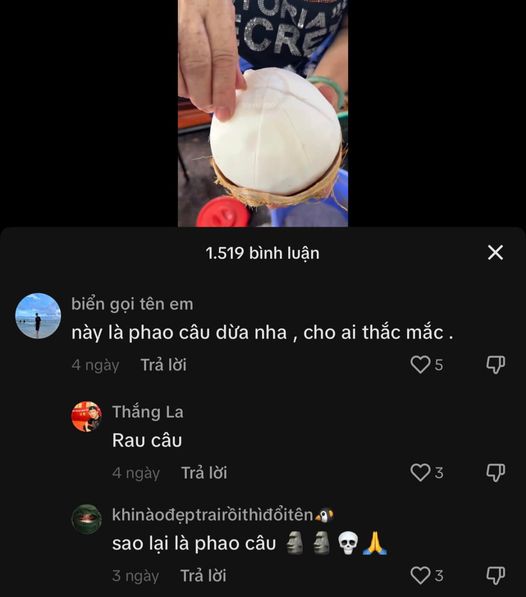 TORIA
ECRE
1.519 bình luận
biển gọi tên em
này là phao câu dừa nha , cho ai thắc mắc .
4 ngày Trả lời 5
Thắng La
Rau câu
4 ngày Trả lời 3
khinàođẹptrairồithìđổitên🐧
sao lại là phao câu 🗿🗿💀🙏
3 ngày Trả lời 3